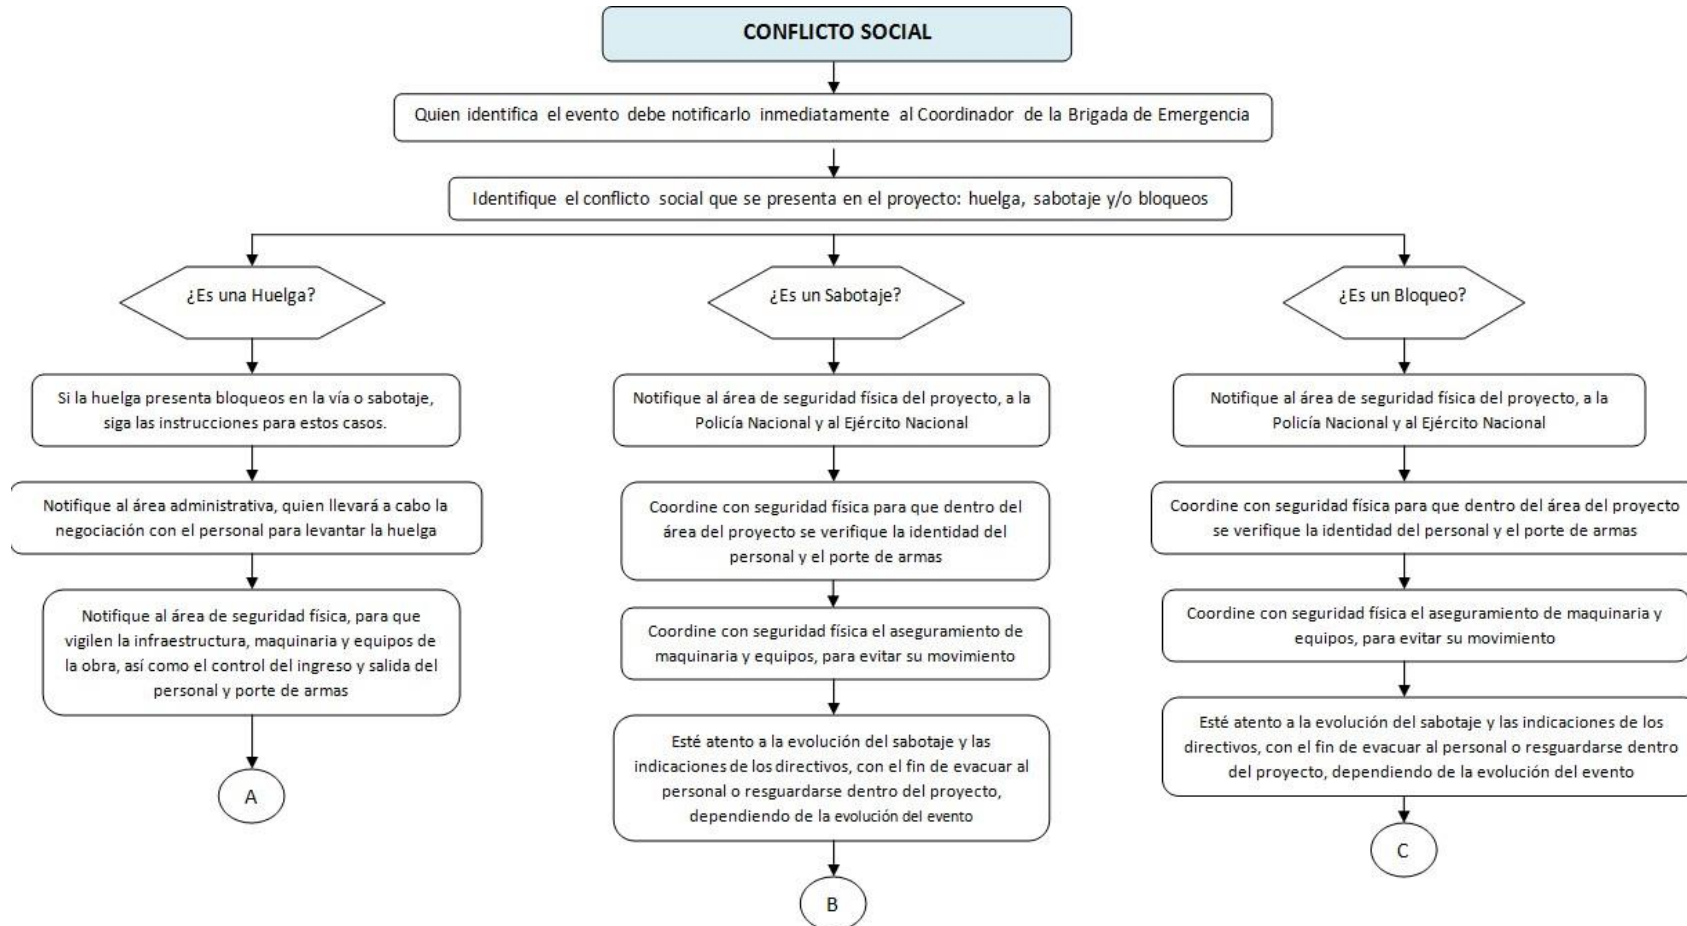 CONFLICTO SOCIAL
Quien identifica el evento debe notificarlo inmediatamente al Coordinador de la Brigada de Emergencia
Identifique el conflicto social que se presenta en el proyecto: huelga, sabotaje y/o bloqueos
¿Es una Huelga?
Si la huelga presenta bloqueos en la vía o sabotaje,
siga las instrucciones para estos casos.
Notifique al área administrativa, quien llevará a cabo la
negociación con el personal para levantar la huelga
Notifique al área de seguridad física, para que
vigilen la infraestructura, maquinaria y equipos de
la obra, así como el control del ingreso y salida del
personal y porte de armas
A
¿Es un Sabotaje?
Notifique al área de seguridad física del proyecto, a la
Policía Nacional y al Ejército Nacional
Coordine con seguridad física para que dentro del
área del proyecto se verifique la identidad del
personal y el porte de armas
Coordine con seguridad física el aseguramiento de
maquinaria y equipos, para evitar su movimiento
Esté atento a la evolución del sabotaje y las
indicaciones de los directivos, con el fin de evacuar al
personal o resguardarse dentro del proyecto,
dependiendo de la evolución del evento
B
¿Es un Bloqueo?
Notifique al área de seguridad física del proyecto, a la
Policía Nacional y al Ejército Nacional
Coordine con seguridad física para que dentro del área del proyecto
se verifique la identidad del personal y el porte de armas
Coordine con seguridad física el aseguramiento de maquinaria y
equipos, para evitar su movimiento
Esté atento a la evolución del sabotaje y las indicaciones de los
directivos, con el fin de evacuar al personal o resguardarse dentro
del proyecto, dependiendo de la evolución del evento
C